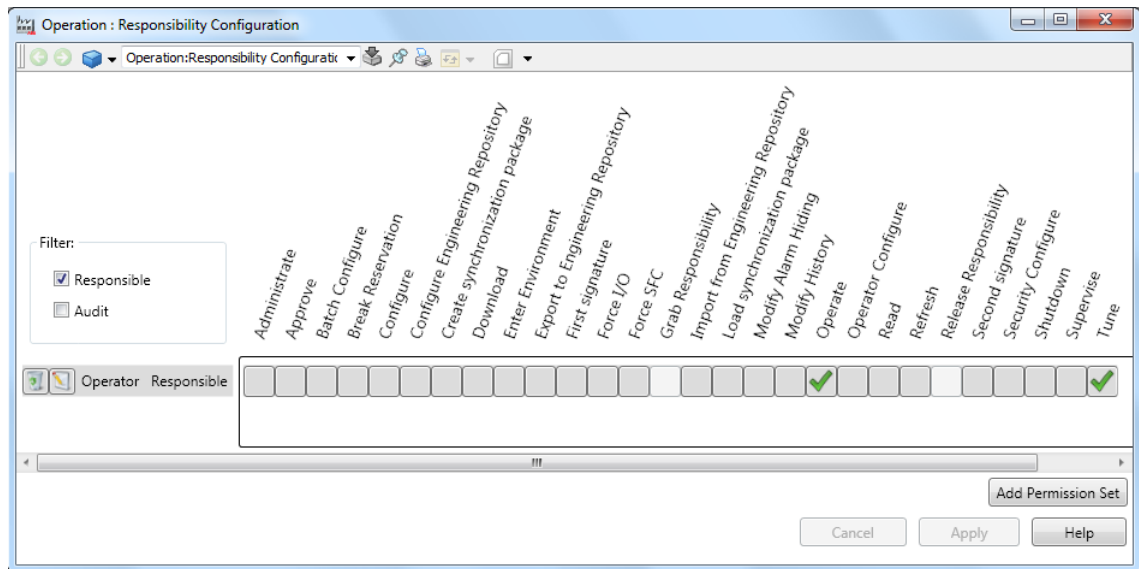 Operation : Responsibility Configuration
Operation:Responsibility Configuratic
Filter:
Responsible
Audit
Administrate
Approve
Batch Configure
Break Reservation
Configure
Configure Engineering Repository
Create synchronization package
Download
Enter Environment
Export to Engineering Repository
First signature
Force I/O
Force SFC
Grab Responsibility
Import from Engineering Repository
Load synchronization package
Modify Alarm Hiding
Modify History
Operate
Operator Configure
Read
Refresh
Release Responsibility
Second signature
Security Configure
Shutdown
Supervise
Tune
Operator Responsible
Add Permission Set
Cancel Apply Help